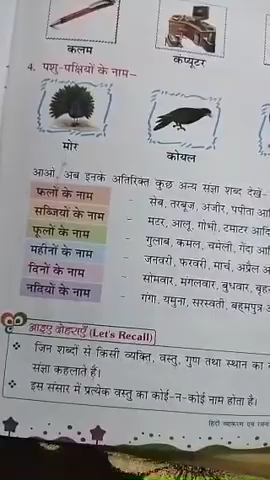 कलम
कंप्यूटर
4. पशु-पक्षियों के नाम–
मोर
कोयल
आओ, अब इनके अतिरिक्त कुछ अन्य संज्ञा शब्द देखें-
फलों के नाम – सेब, तरबूज, अंजीर, पपीता
सब्जियों के नाम – मटर, आलू, गोभी, टमाटर आदि
फूलों के नाम – गुलाब, कमल, चमेली, गेंदा
महीनों के नाम – जनवरी, फरवरी, मार्च, अप्रैल
दिनों के नाम – सोमवार, मंगलवार, बुधवार,
नदियों के नाम – गंगा, यमुना, सरस्वती, ब्रह्मपुत्र
आइए दोहराएँ (Let's Recall)
❖ जिन शब्दों से किसी व्यक्ति, वस्तु, गुण तथा स्थान का
संज्ञा कहलाते हैं।
❖ इस संसार में प्रत्येक वस्तु का कोई-न-कोई नाम होता है।
हिंदी व्याकरण एवं